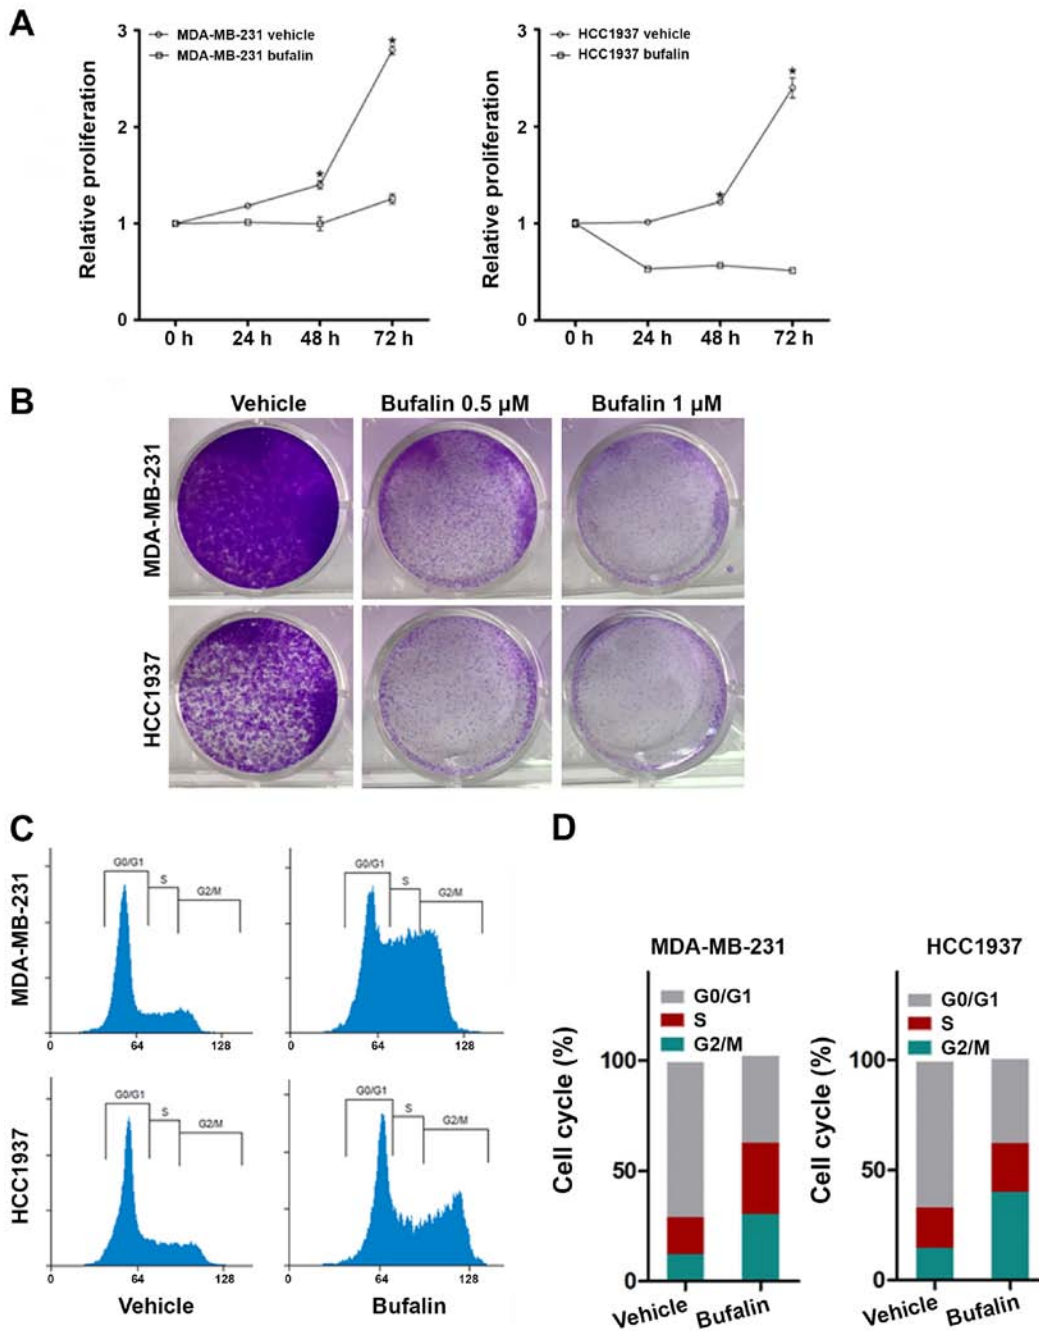 A
3
2
1
0
Relative proliferation
MDA-MB-231 vehicle
MDA-MB-231 bufalin
*
*
0 h 24 h 48 h 72 h
3
2
1
0
Relative proliferation
HCC1937 vehicle
HCC1937 bufalin
*
*
0 h 24 h 48 h 72 h
B
Vehicle Bufalin 0.5 µM Bufalin 1 µM
MDA-MB-231
HCC1937
C
MDA-MB-231
G0/G1
S
G2/M
0 64 128
G0/G1
S
G2/M
0 64 128
HCC1937
G0/G1
S
G2/M
0 64 128
G0/G1
S
G2/M
0 64 128
Vehicle Bufalin
D
MDA-MB-231
G0/G1
S
G2/M
Cell cycle (%)
100
50
0
Vehicle Bufalin
HCC1937
G0/G1
S
G2/M
Cell cycle (%)
100
50
0
Vehicle Bufalin